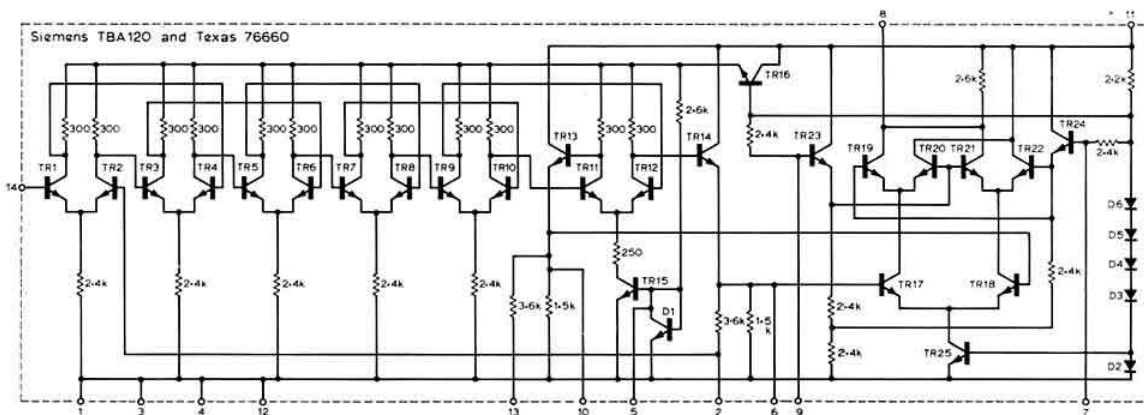 8 11
Siemens TBA120 and Texas 76660
TR16
2·6k 2·2k
2·6k
300 300 300 300 300 300 300 300 300 300
TR13 TR14 2·4k TR23 TR24
2·4k
TR1 TR2 TR3 TR4 TR5 TR6 TR7 TR8 TR9 TR10 TR11 TR12 TR19 TR20 TR21 TR22
14
D6
D5
250
D4
2·4k 2·4k 2·4k 2·4k 2·4k TR15 TR17 TR18 2·4k
D3
3·6k 1·5k D1 3·6k 1·5k 2·4k
2·4k TR25
D2
1 3 4 12 13 10 5 2 6 9 7